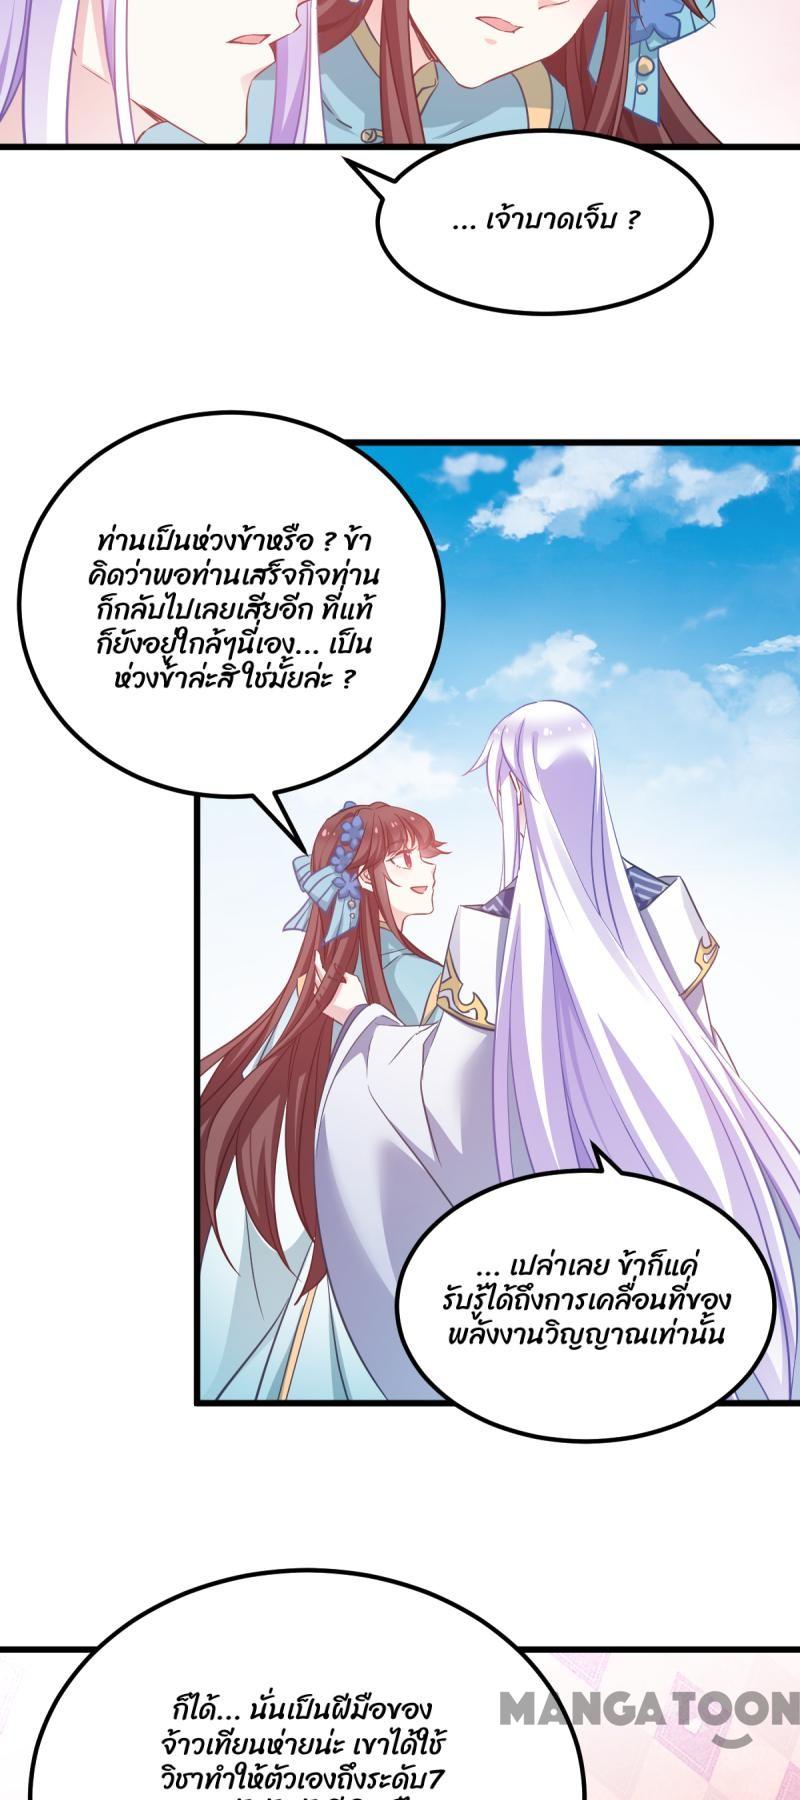 ... เจ้าบาดเจ็บ ?
ท่านเป็นห่วงข้าหรือ ? ข้า
คิดว่าพอท่านเสร็จกิจท่าน
ก็กลับไปเลยเสียอีก ที่แท้
ก็ยังอยู่ใกล้ๆนี่เอง... เป็น
ห่วงข้าล่ะสิ ใช่มั้ยล่ะ ?
... เปล่าเลย ข้าก็แค่
รับรู้ได้ถึงการเคลื่อนที่ของ
พลังงานวิญญาณเท่านั้น
ก็ได้... นั่นเป็นฝีมือของ
จ้าวเทียนห่ายน่ะ เขาได้ใช้
วิชาทำให้ตัวเองถึงระดับ7
MANGATOON